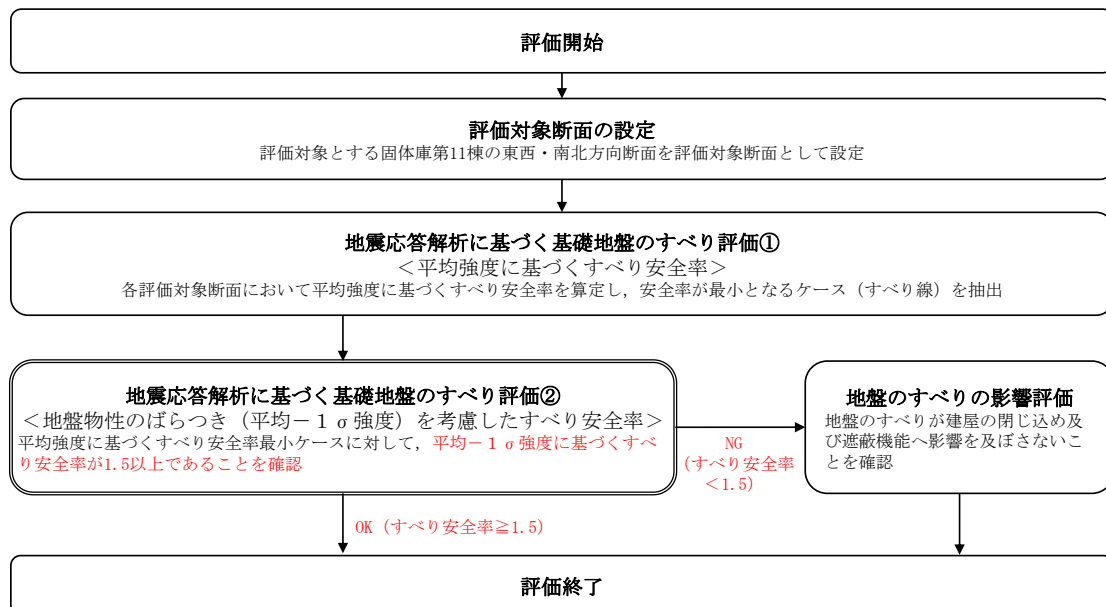 評価開始
評価対象断面の設定
評価対象とする固体庫第11棟の東西・南北方向断面を評価対象断面として設定
地震応答解析に基づく基礎地盤のすべり評価①
＜平均強度に基づくすべり安全率＞
各評価対象断面において平均強度に基づくすべり安全率を算定し，安全率が最小となるケース（すべり線）を抽出
地震応答解析に基づく基礎地盤のすべり評価②
＜地盤物性のばらつき（平均－１σ強度）を考慮したすべり安全率＞
平均強度に基づくすべり安全率最小ケースに対して，平均－１σ強度に基づくすべ
り安全率が1.5以上であることを確認
NG
（すべり安全率
＜1.5）
地盤のすべりの影響評価
地盤のすべりが建屋の閉じ込め及
び遮蔽機能へ影響を及ぼさないこ
とを確認
OK（すべり安全率≧1.5）
評価終了